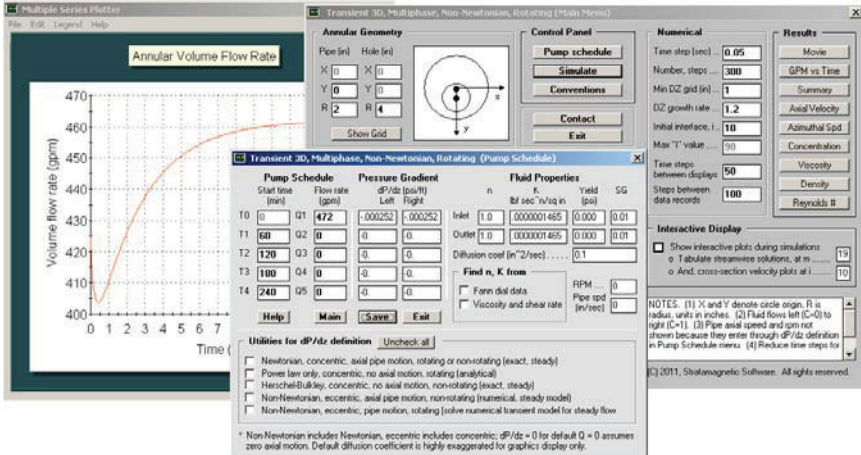 Multiple Series Plotter
File Edit Legend Help
Annular Volume Flow Rate
Volume flow rate (gpm)
470
460
450
440
430
420
410
400
0 1 2 3 4 5 6 7 8
Time (
Transient 3D, Multiphase, Non-Newtonian, Rotating (Main Menu)
Annular Geometry
Pipe (in) Hole (in)
X 0 X 0
Y 0 Y 0
R 2 R 4
Show Grid
x
y
Control Panel
Pump schedule
Simulate
Conventions
Contact
Exit
Numerical
Time step (sec) ... 0.05
Number, steps .... 300
Min DZ grid (in) ... 1
DZ growth rate ... 1.2
Initial interface, i .. 10
Max "i" value ...... 90
Time steps
between displays 50
Steps between
data records 100
Results
Movie
GPM vs Time
Summary
Axial Velocity
Azimuthal Spd
Concentration
Viscosity
Density
Reynolds #
Interactive Display
Show interactive plots during simulations
o Tabulate streamwise solutions, at m ........ 19
o And, cross-section velocity plots at i ........ 10
NOTES. (1) X and Y denote circle origin, R is
radius, units in inches. (2) Fluid flows left (C=0) to
right (C=1). (3) Pipe axial speed and rpm not
shown because they enter through dP/dz definition
in Pump Schedule menu. (4) Reduce time steps for
(C) 2011, Stratamagnetic Software. All rights reserved.
Transient 3D, Multiphase, Non-Newtonian, Rotating (Pump Schedule)
Pump Schedule Pressure Gradient Fluid Properties
Start time (min) Flow rate (gpm) dP/dz (psi/ft) Left Right
T0 0 Q1 472 -.000252 -.000252
T1 60 Q2 0 -0. -0.
T2 120 Q3 0 -0. -0.
T3 180 Q4 0 -0. -0.
T4 240 Q5 0 -0. -0.
Help Main Save Exit
n K lbf sec^n/sq in Yield (psi) SG
Inlet 1.0 .0000001465 0.000 0.01
Outlet 1.0 .0000001465 0.000 0.01
Diffusion coef (in^2/sec) ..... 0.1
Find n, K from
Fann dial data
Viscosity and shear rate
RPM .... 0
Pipe spd
(in/sec) 0
Utilities for dP/dz definition Uncheck all
Newtonian, concentric, axial pipe motion, rotating or non-rotating (exact, steady)
Power law only, concentric, no axial motion, rotating (analytical)
Herschel-Bulkley, concentric, no axial motion, non-rotating (exact, steady)
Non-Newtonian, eccentric, axial pipe motion, non-rotating (numerical, steady model)
Non-Newtonian, eccentric, pipe motion, rotating (solve numerical transient model for steady flow
* Non-Newtonian includes Newtonian, eccentric includes concentric; dP/dz = 0 for default Q = 0 assumes
zero axial motion. Default diffusion coefficient is highly exaggerated for graphics display only.